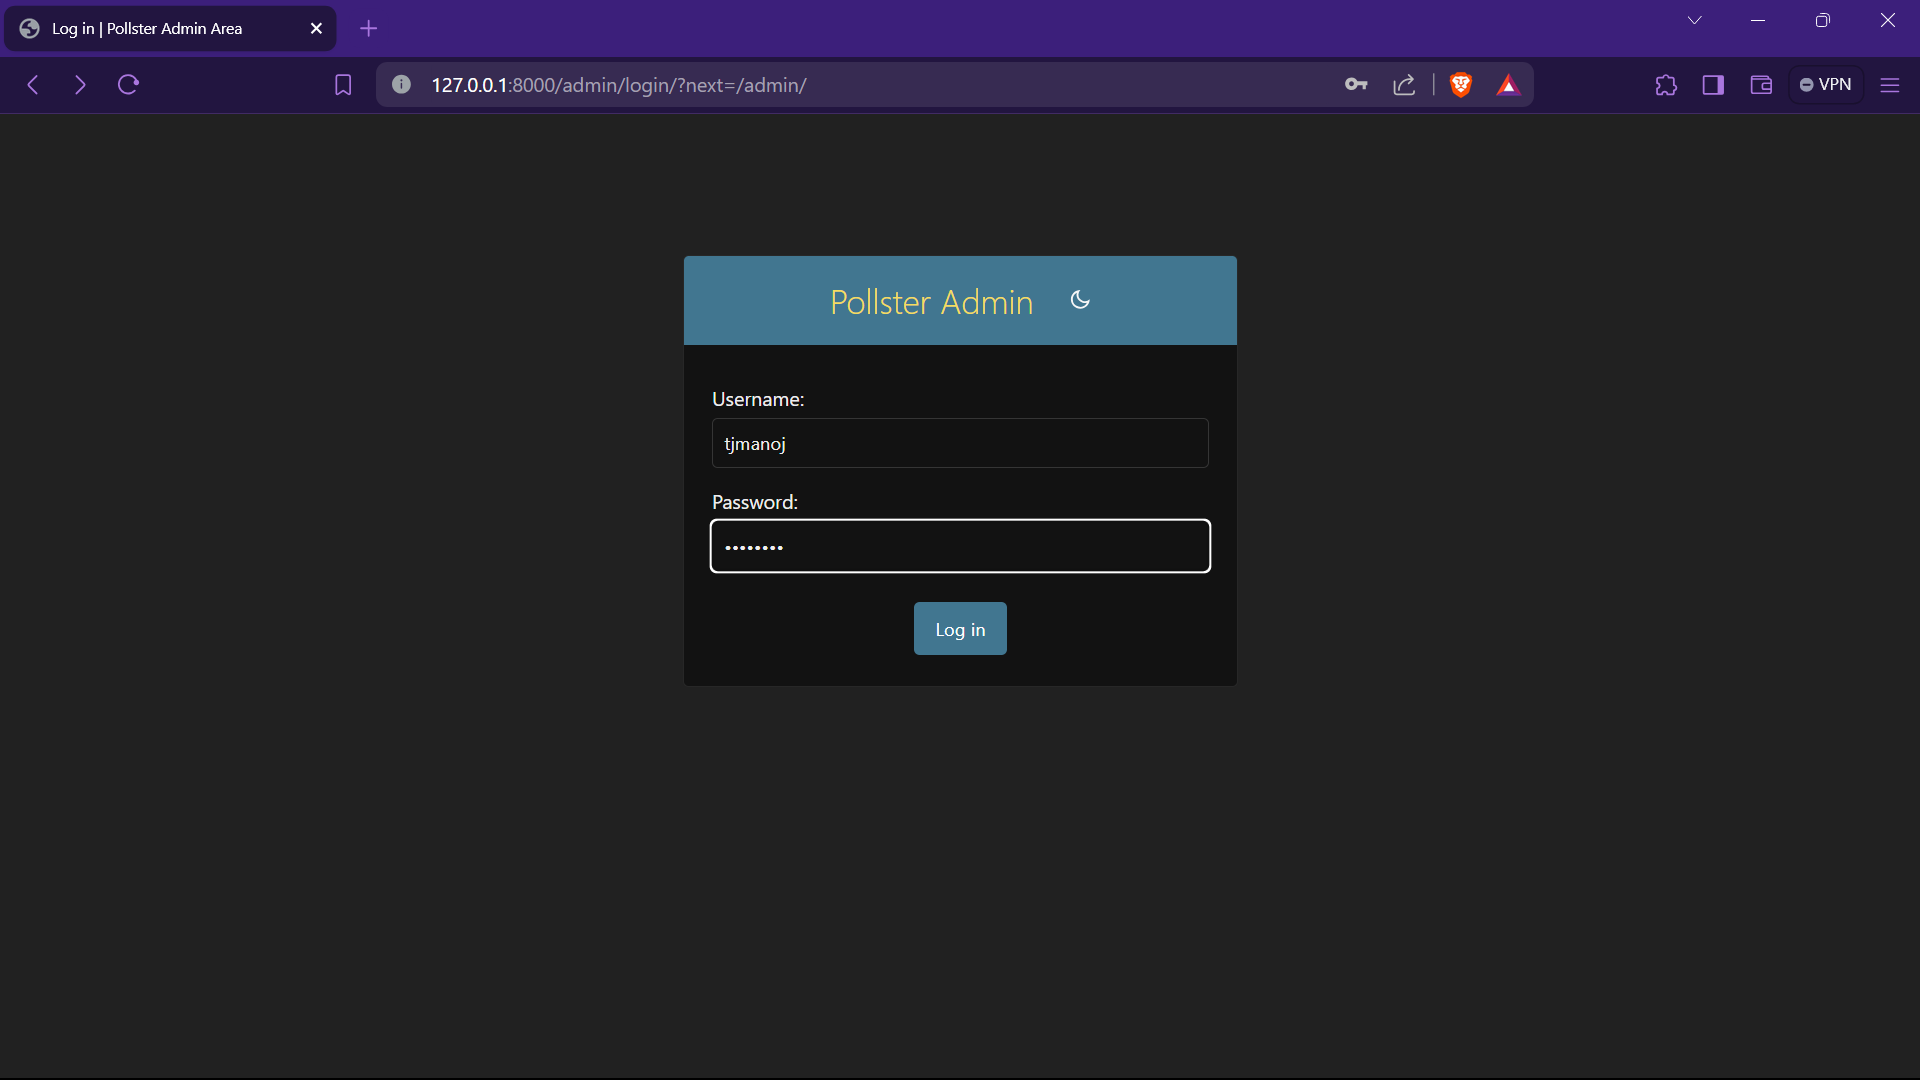 Log in | Pollster Admin Area
127.0.0.1:8000/admin/login/?next=/admin/
VPN
Pollster Admin
Username:
tjmanoj
Password:
••••••••
Log in